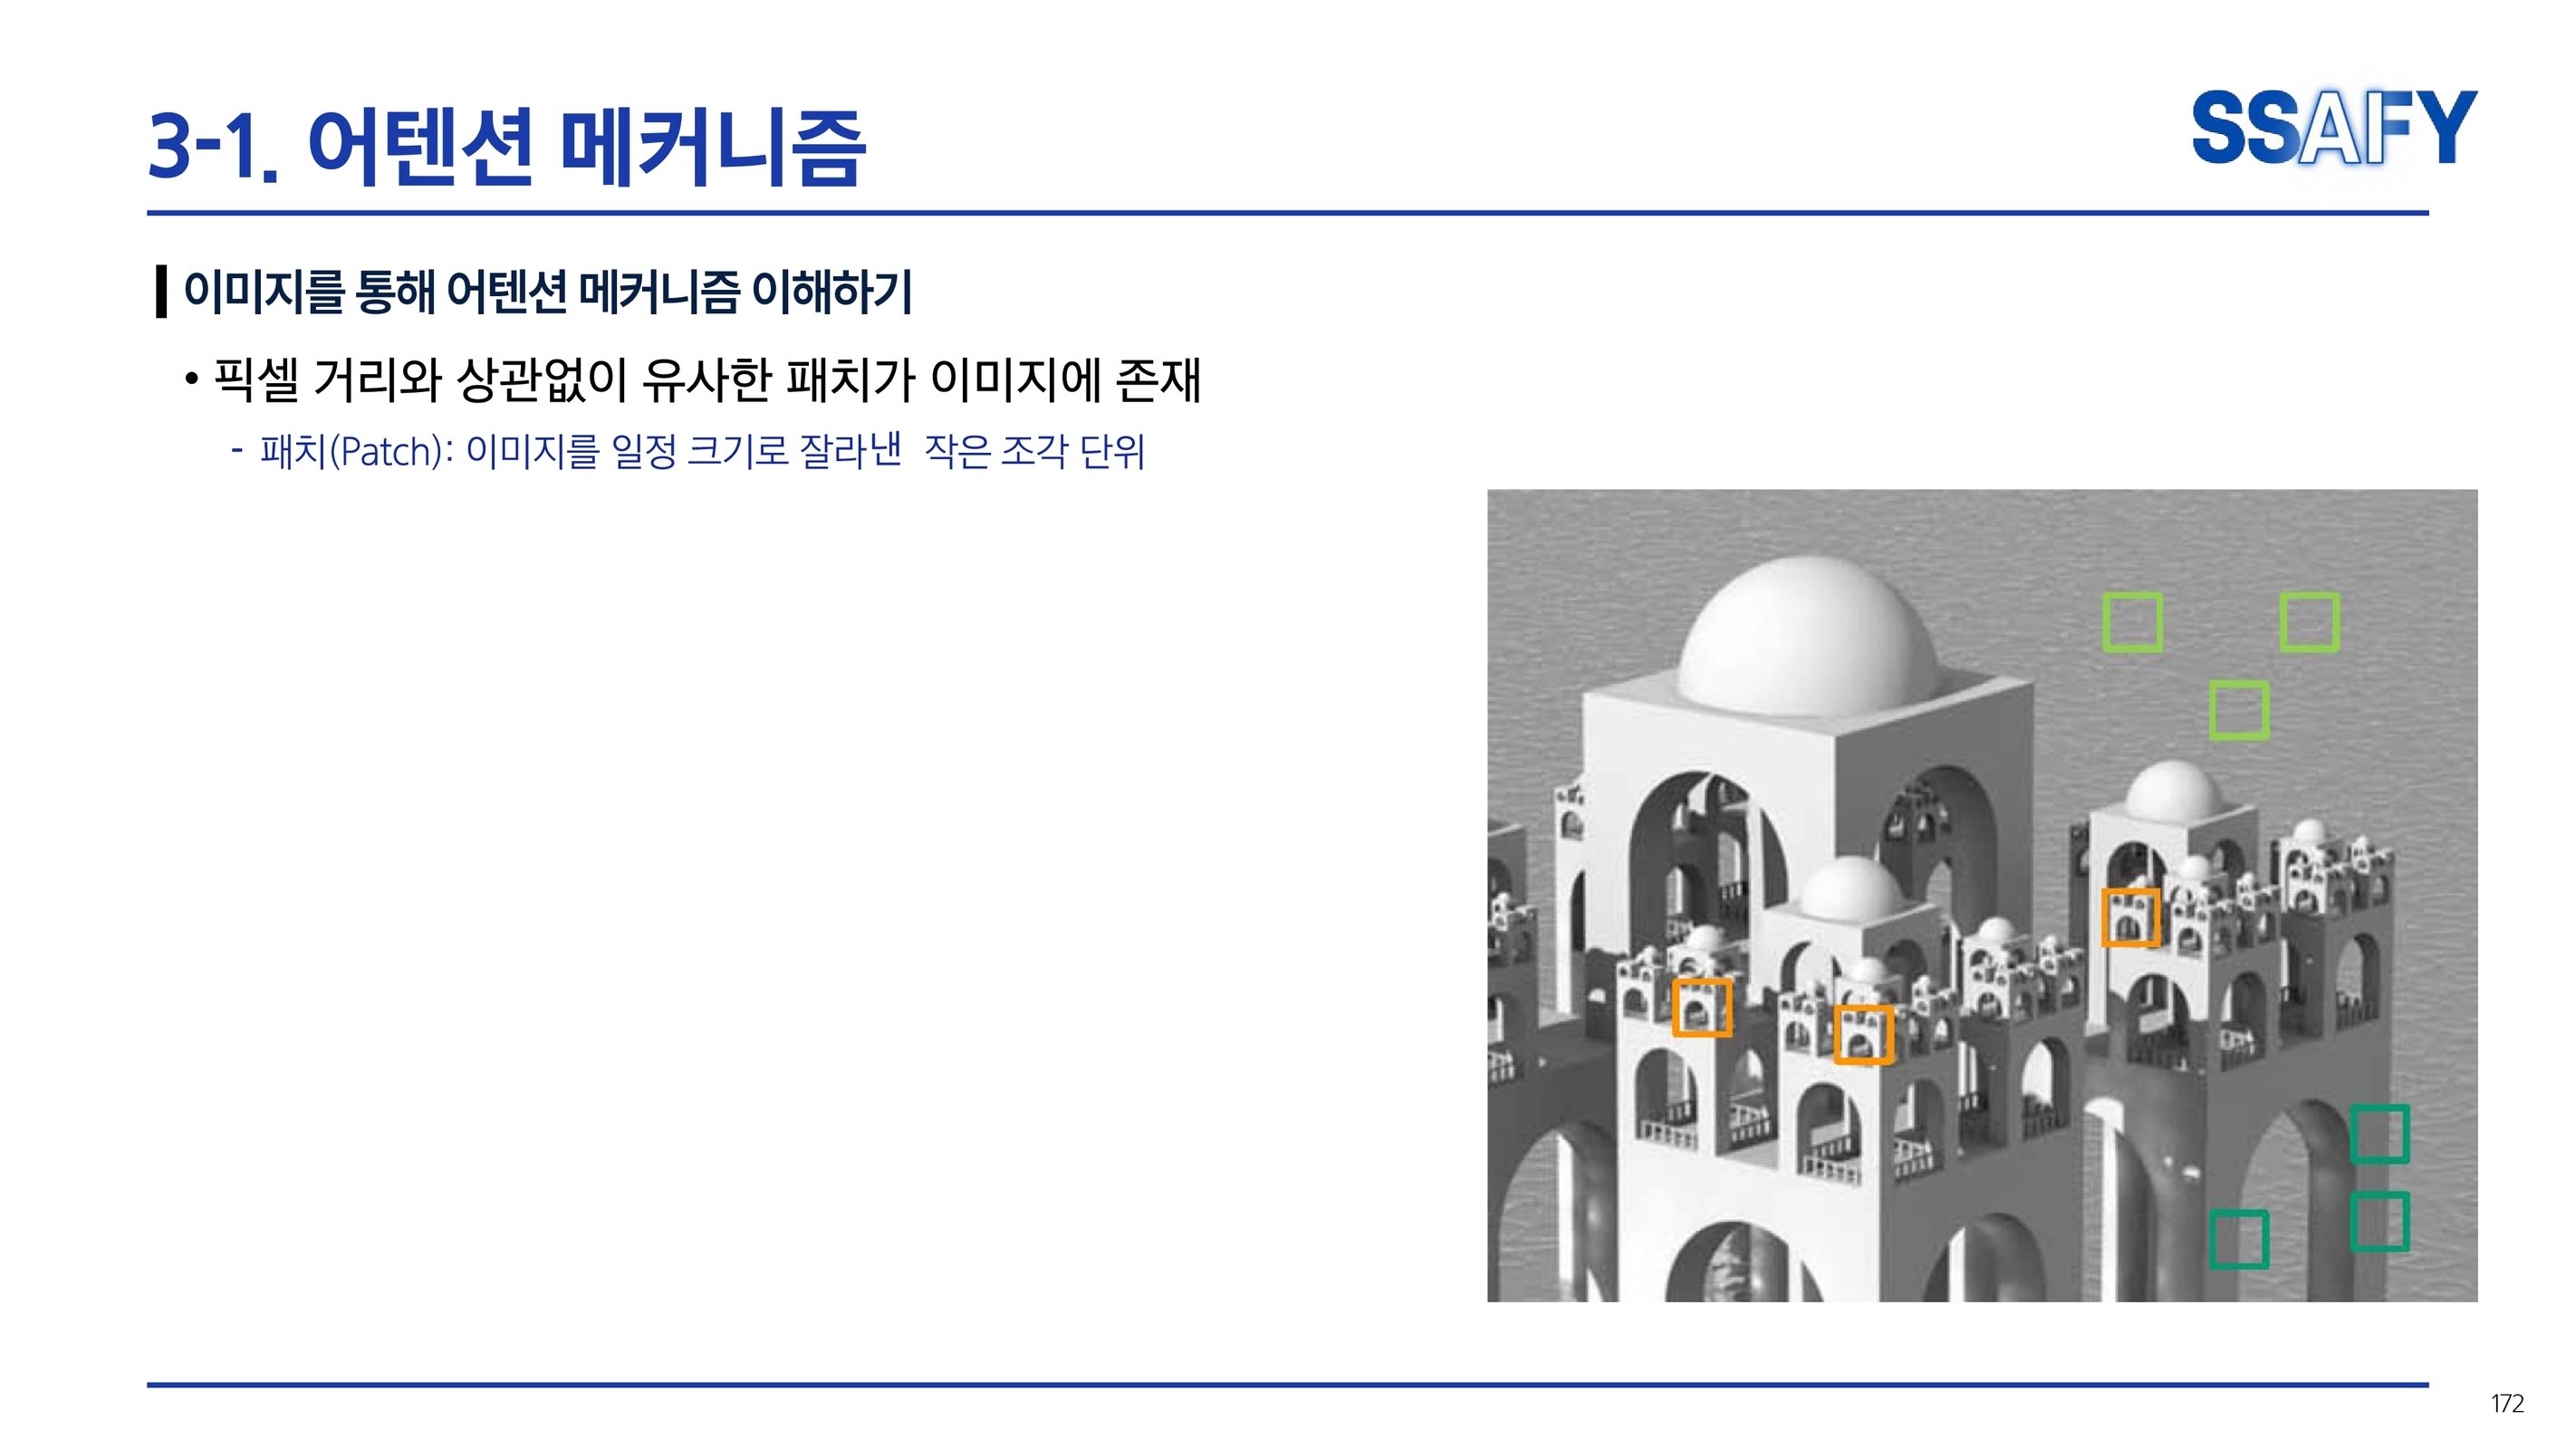 3-1. 어텐션 메커니즘
SSAFY
이미지를 통해 어텐션 메커니즘 이해하기
• 픽셀 거리와 상관없이 유사한 패치가 이미지에 존재
- 패치(Patch): 이미지를 일정 크기로 잘라낸 작은 조각 단위
172